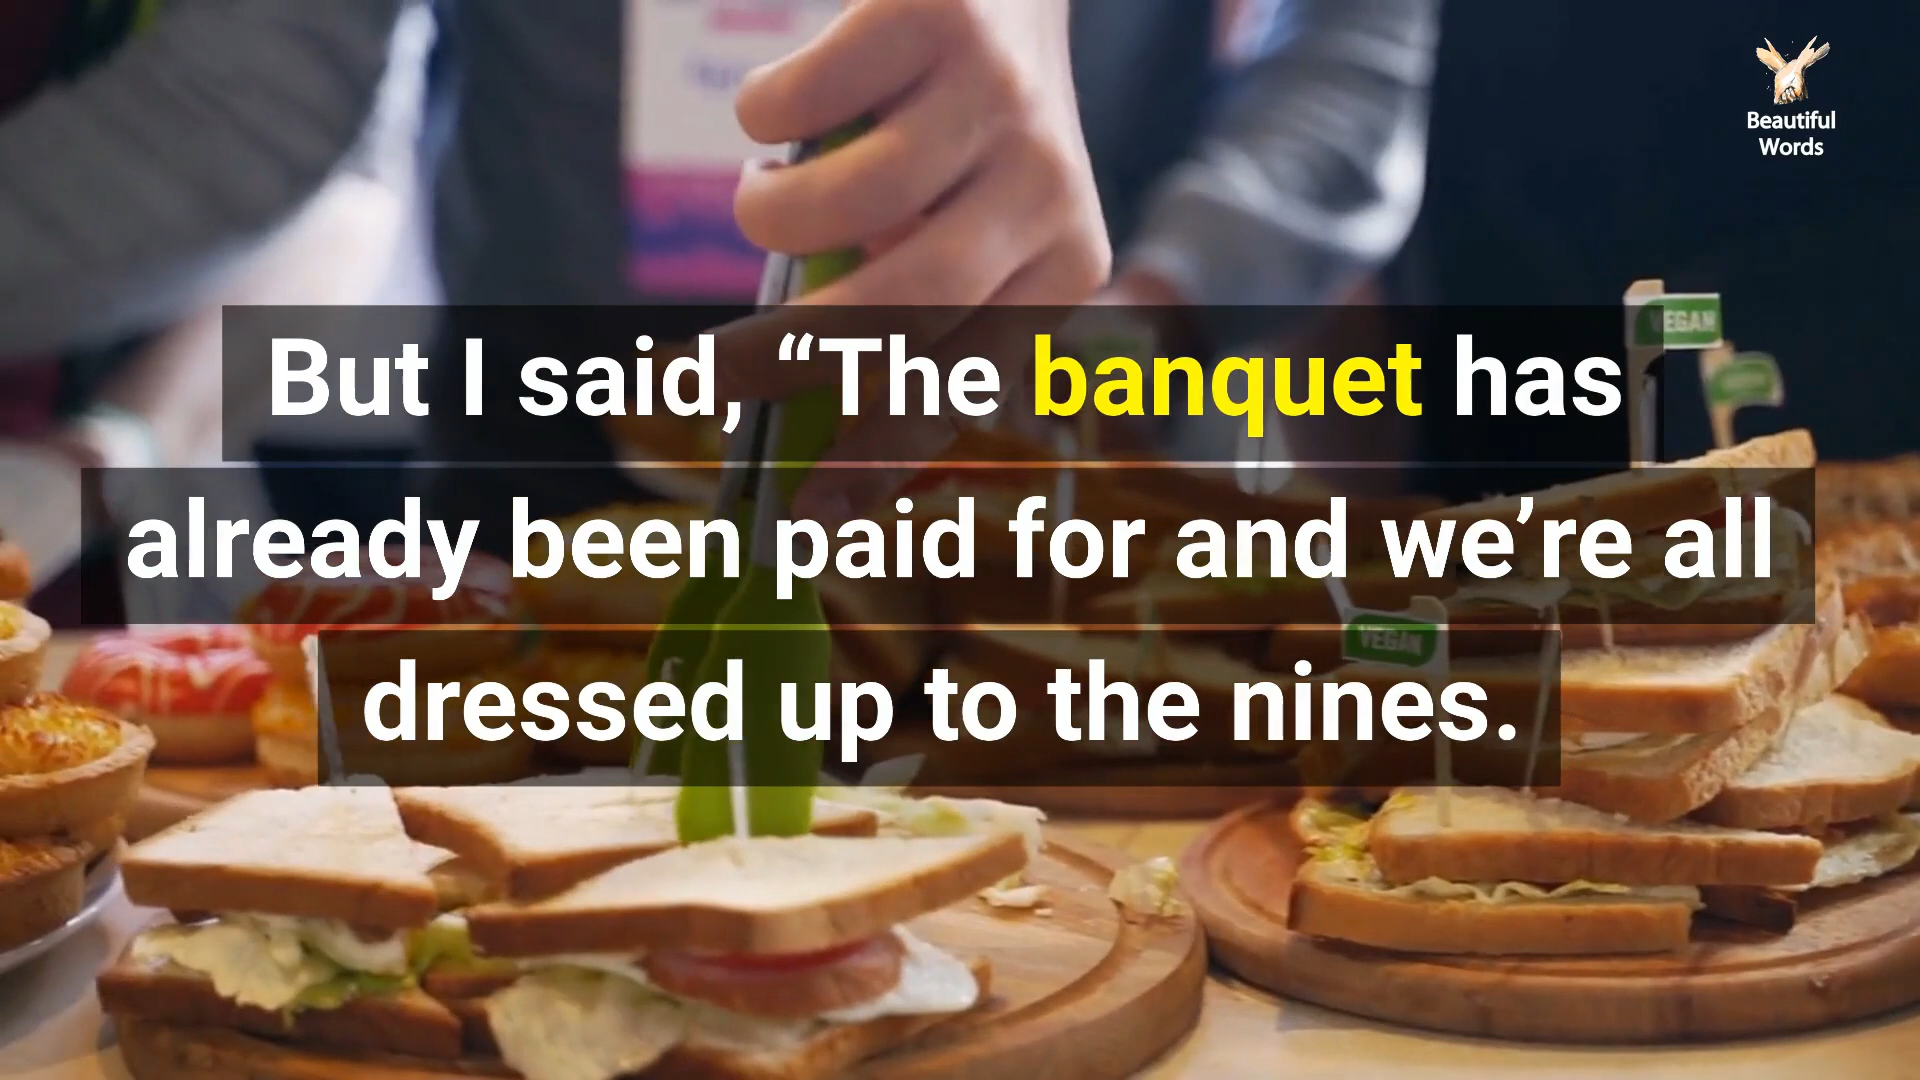 Beautiful
Words
VEGAN
But I said, “The banquet has
already been paid for and we’re all
VEGAN
dressed up to the nines.